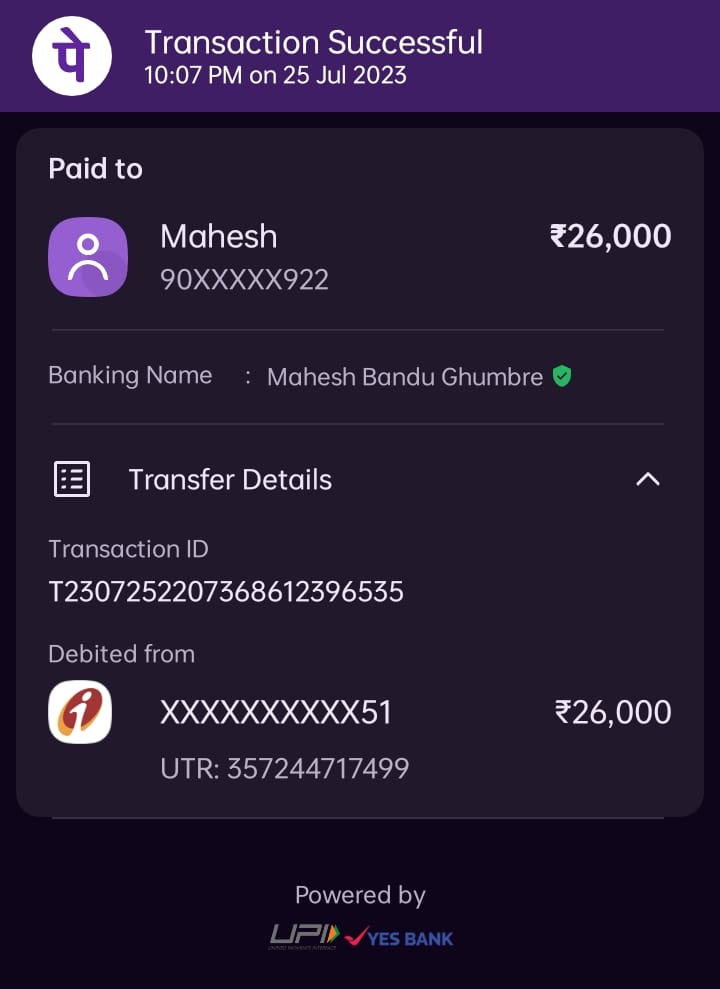 पे
Transaction Successful
10:07 PM on 25 Jul 2023
Paid to
Mahesh ₹26,000
90XXXXX922
Banking Name : Mahesh Bandu Ghumbre
Transfer Details
Transaction ID
T2307252207368612396535
Debited from
XXXXXXXXXX51 ₹26,000
UTR: 357244717499
Powered by
UPI YES BANK
UNIFIED PAYMENTS INTERFACE